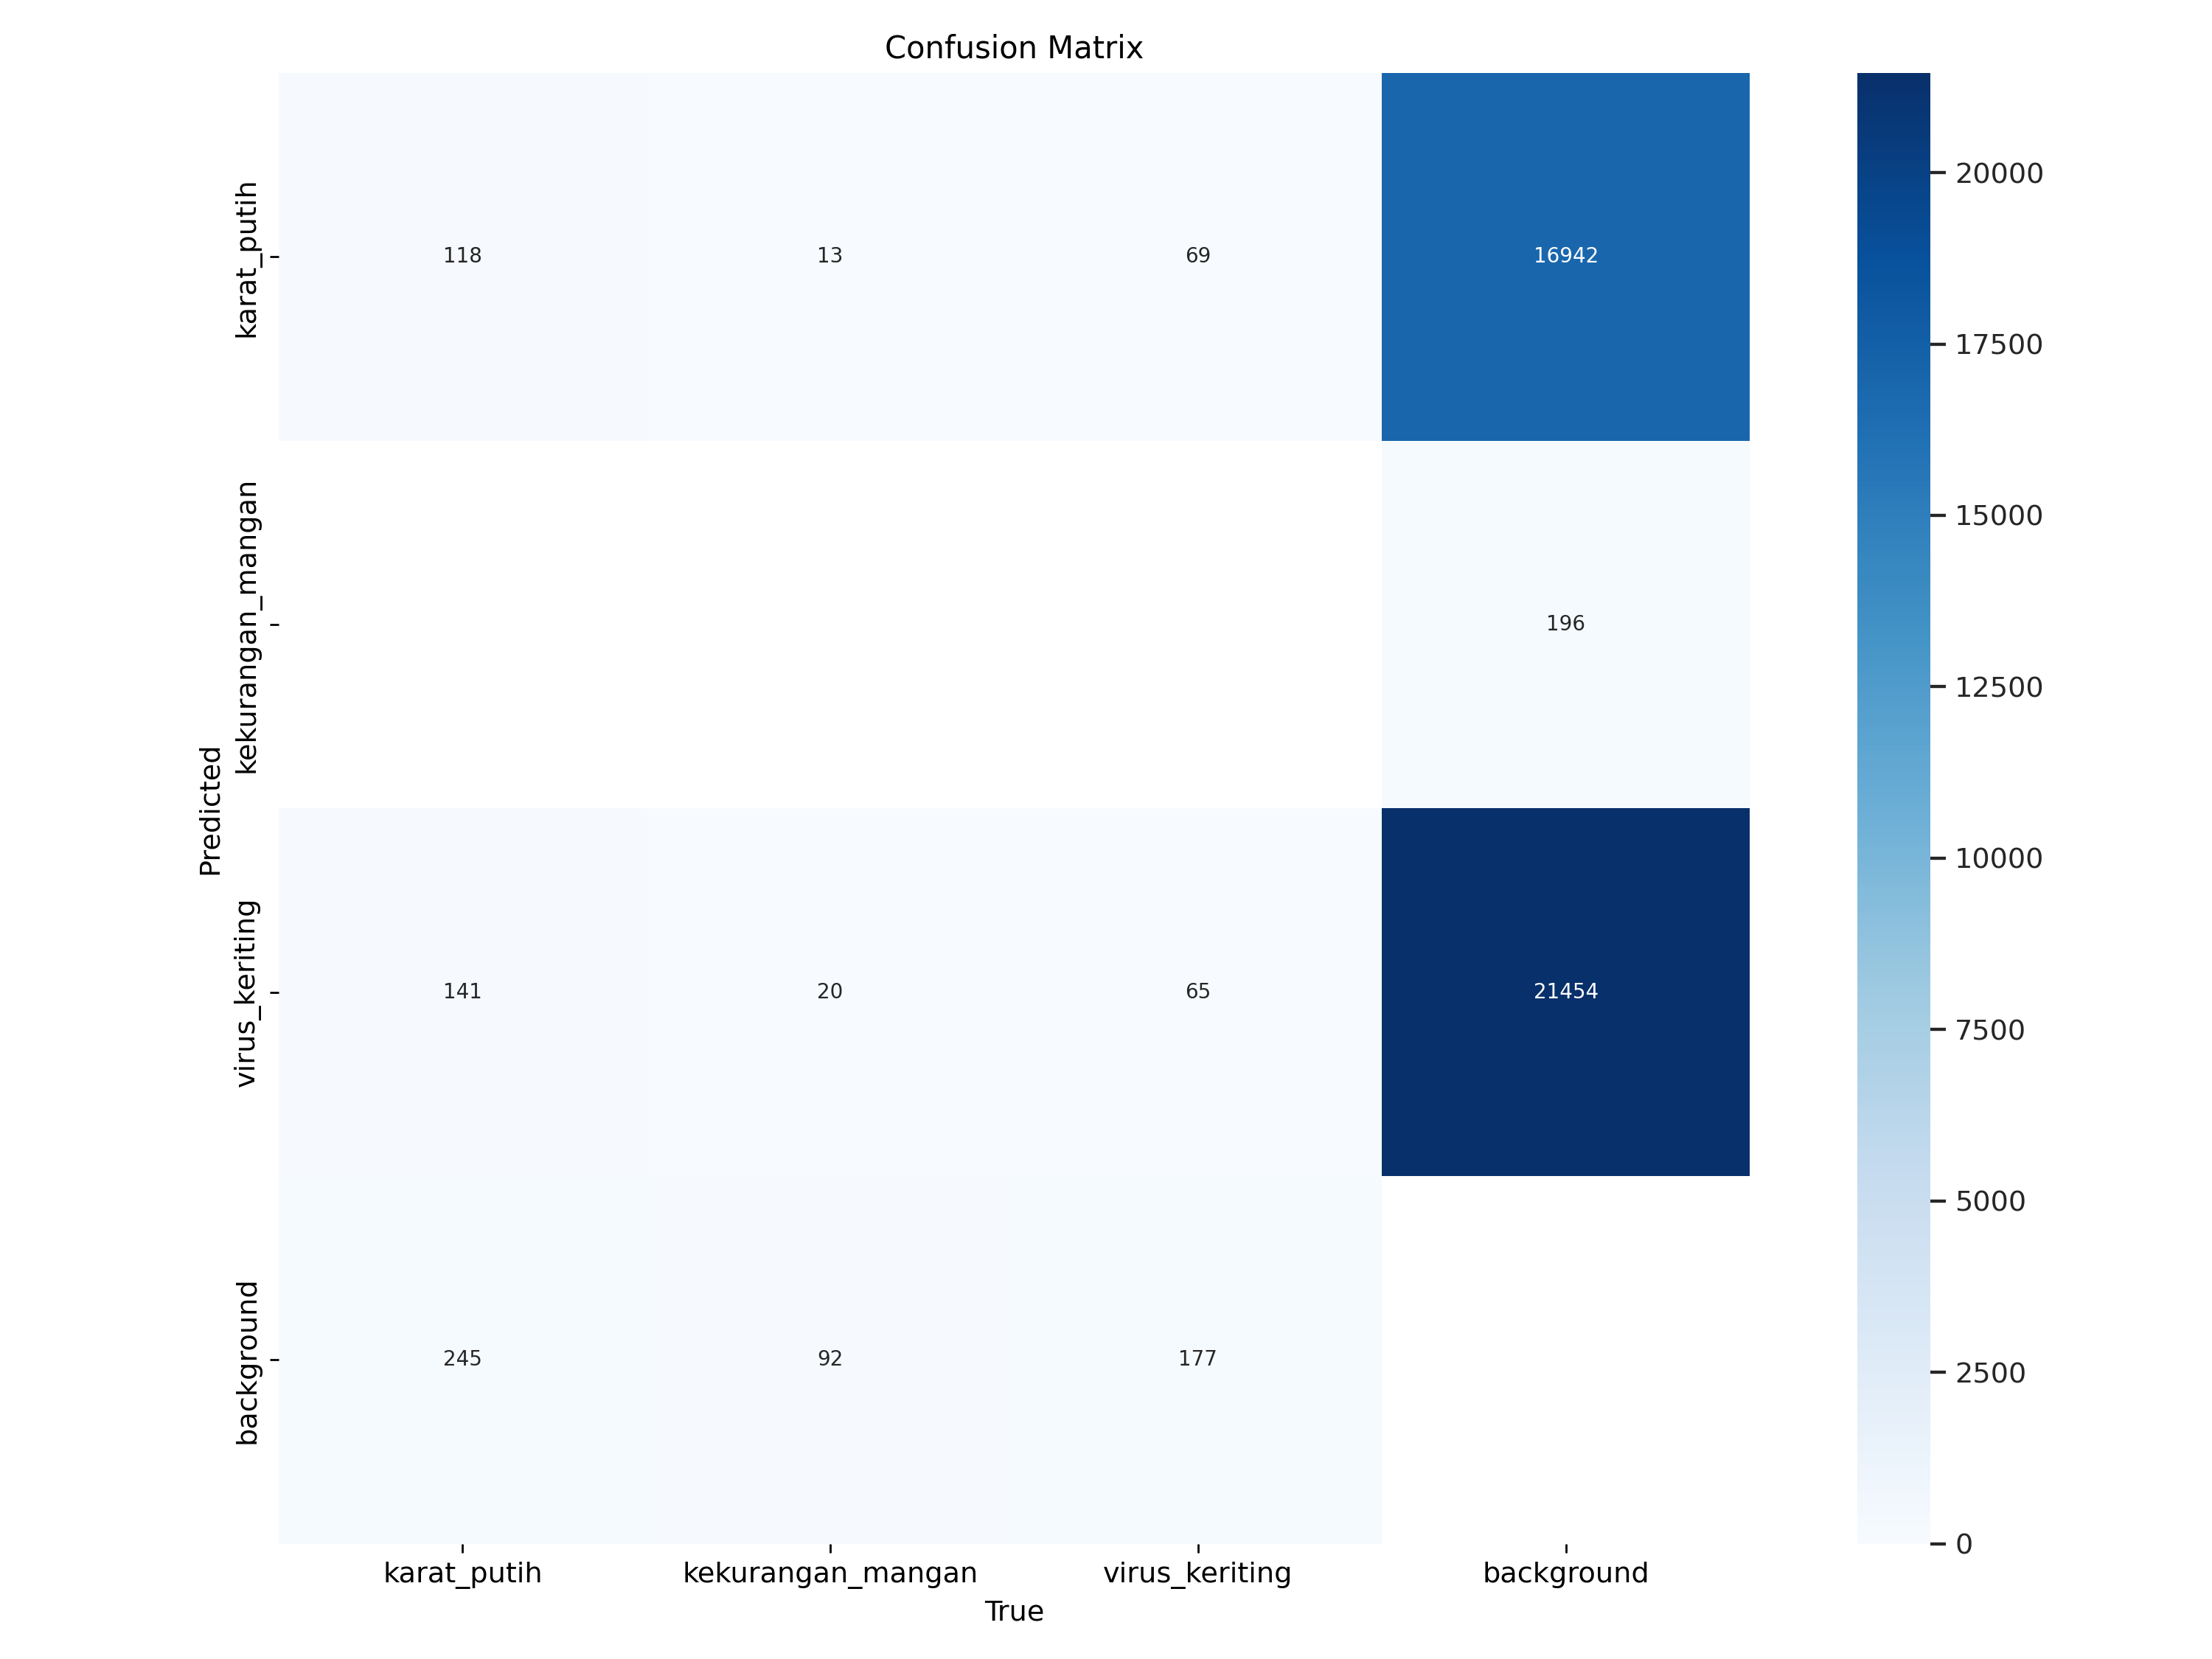 Confusion Matrix
karat_putih
118
13
69
16942
kekurangan_mangan
196
virus_keriting
141
20
65
21454
background
245
92
177
Predicted
karat_putih
kekurangan_mangan
virus_keriting
background
True
20000
17500
15000
12500
10000
7500
5000
2500
0